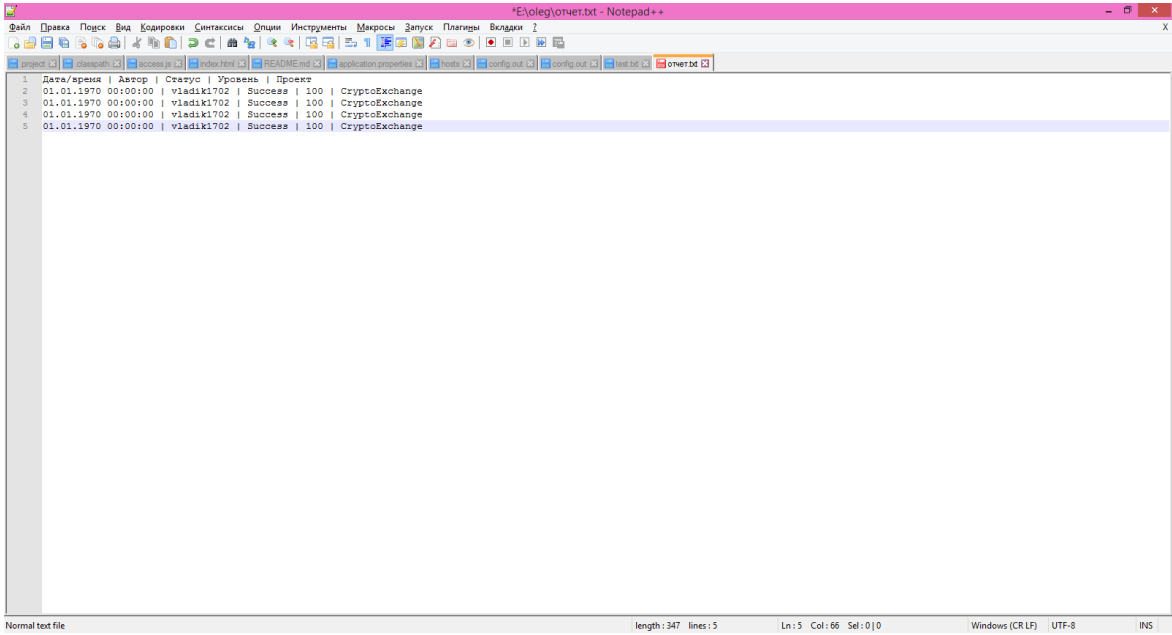 *E:\oleg\отчет.txt - Notepad++
Файл Правка Поиск Вид Кодировки Синтаксисы Опции Инструменты Макросы Запуск Плагины Вкладки ? X
project .classpath access.js index.html README.md application.properties hosts config.out config.out test.txt отчет.txt
1 Дата/время | Автор | Статус | Уровень | Проект
2 01.01.1970 00:00:00 | vladik1702 | Success | 100 | CryptoExchange
3 01.01.1970 00:00:00 | vladik1702 | Success | 100 | CryptoExchange
4 01.01.1970 00:00:00 | vladik1702 | Success | 100 | CryptoExchange
5 01.01.1970 00:00:00 | vladik1702 | Success | 100 | CryptoExchange
Normal text file length : 347 lines : 5 Ln : 5 Col : 66 Sel : 0 | 0 Windows (CR LF) UTF-8 INS